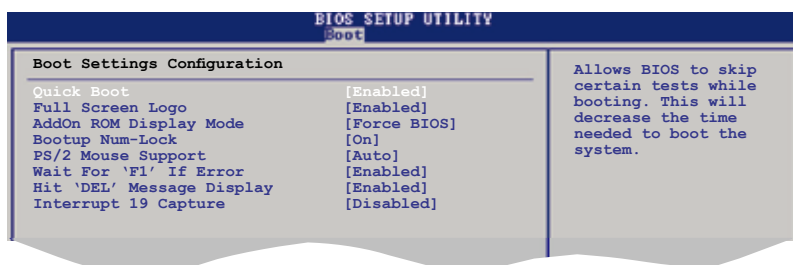 BIOS SETUP UTILITY
Boot
Boot Settings Configuration
Quick Boot [Enabled]
Full Screen Logo [Enabled]
AddOn ROM Display Mode [Force BIOS]
Bootup Num-Lock [On]
PS/2 Mouse Support [Auto]
Wait For ‘F1’ If Error [Enabled]
Hit ‘DEL’ Message Display [Enabled]
Interrupt 19 Capture [Disabled]
Allows BIOS to skip
certain tests while
booting. This will
decrease the time
needed to boot the
system.